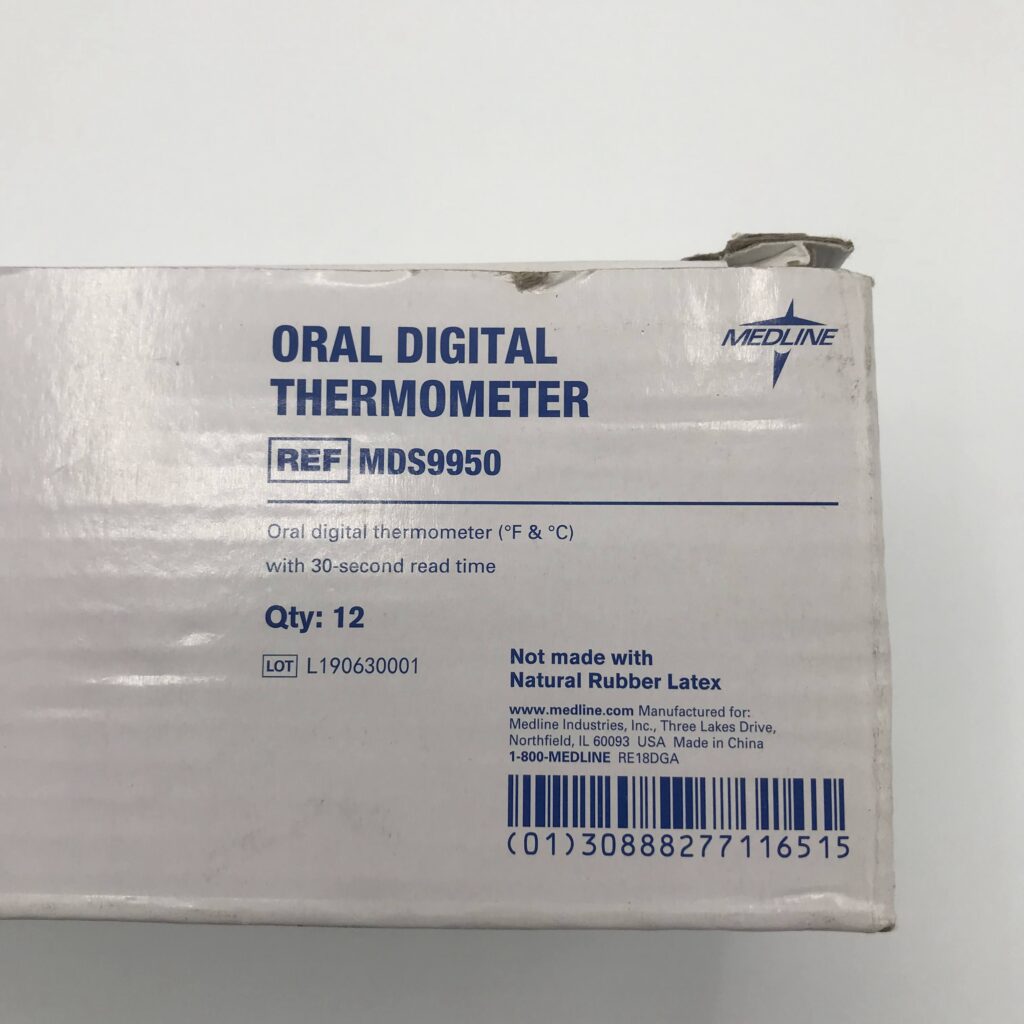 ORAL DIGITAL
THERMOMETER
MEDLINE
REF MDS9950
Oral digital thermometer (°F & °C)
with 30-second read time
Qty: 12
LOT L190630001
Not made with
Natural Rubber Latex
www.medline.com Manufactured for:
Medline Industries, Inc., Three Lakes Drive,
Northfield, IL 60093 USA Made in China
1-800-MEDLINE RE18DGA
(01)30888277116515